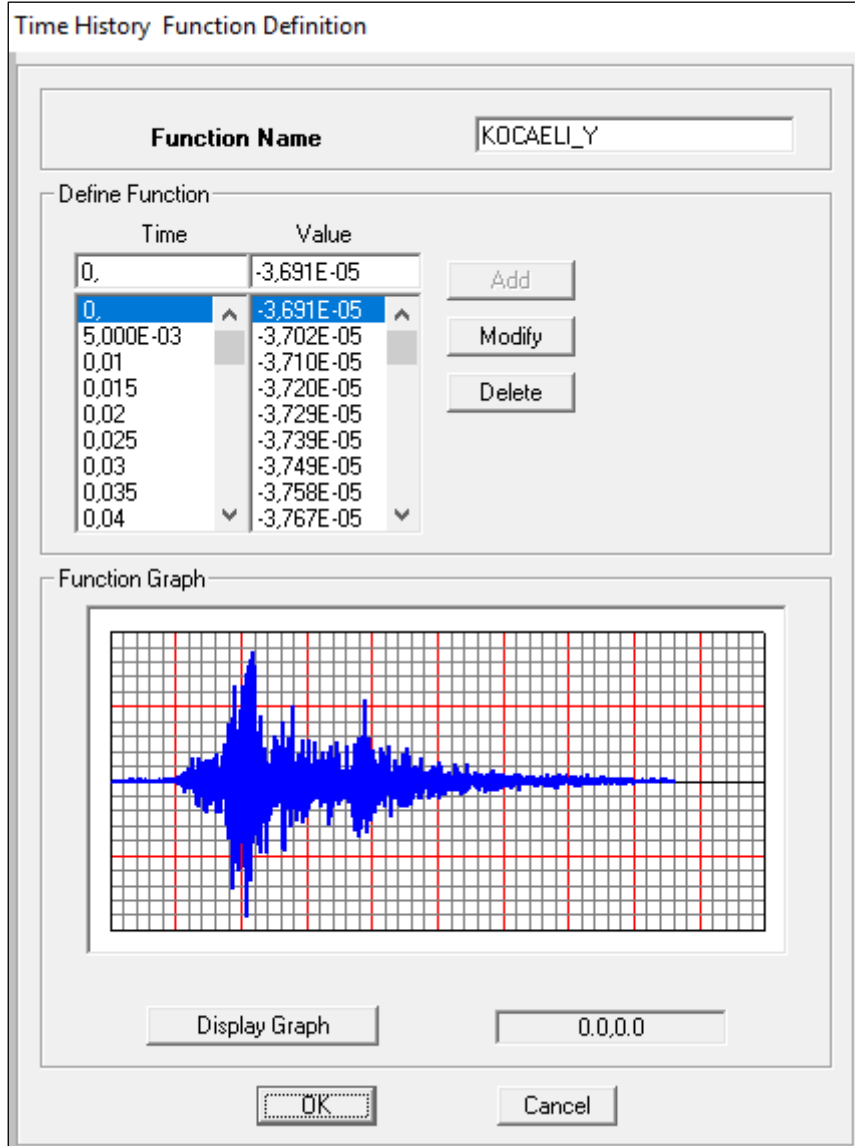 Time History Function Definition
Function Name KOCAELI_Y
Define Function
Time Value
0, -3,691E-05 Add
0, -3,691E-05
5,000E-03 -3,702E-05 Modify
0,01 -3,710E-05
0,015 -3,720E-05 Delete
0,02 -3,729E-05
0,025 -3,739E-05
0,03 -3,749E-05
0,035 -3,758E-05
0,04 -3,767E-05
Function Graph
Display Graph 0.0,0.0
OK Cancel